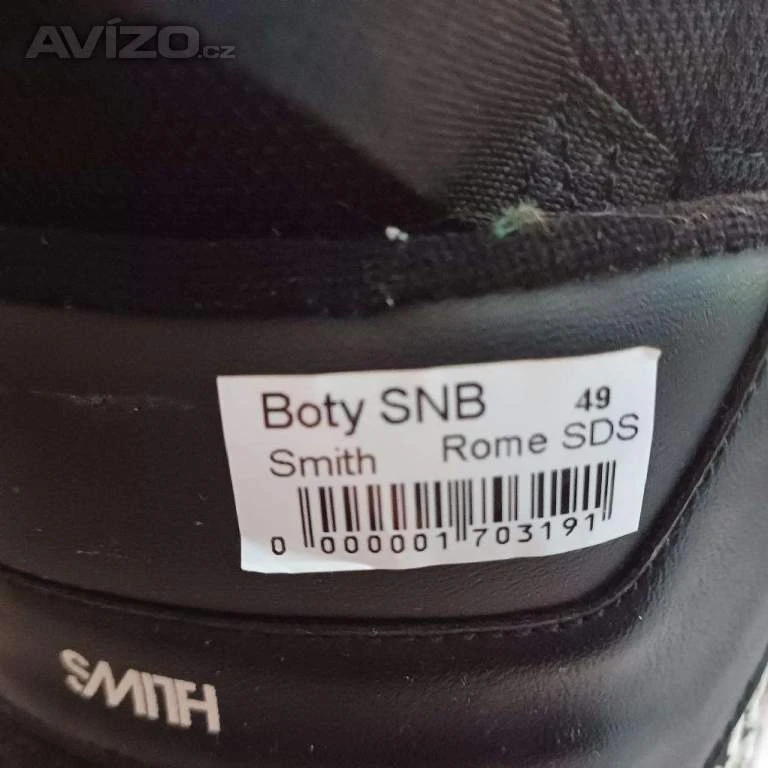 AVÍZO.cz
Boty SNB 49
Smith Rome SDS
0 000001 703191
SMITH